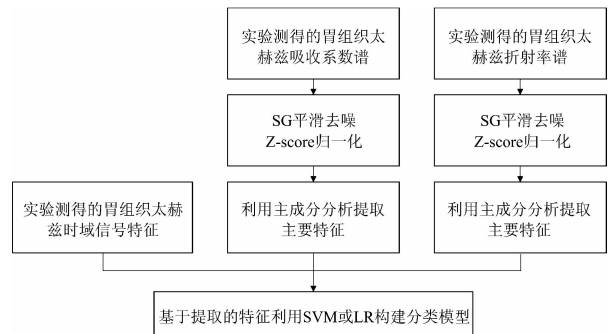 实验测得的胃组织太
赫兹吸收系数谱
实验测得的胃组织太
赫兹折射率谱
SG平滑去噪
Z-score归一化
SG平滑去噪
Z-score归一化
实验测得的胃组织太赫
兹时域信号特征
利用主成分分析提取
主要特征
利用主成分分析提取
主要特征
基于提取的特征利用SVM或LR构建分类模型